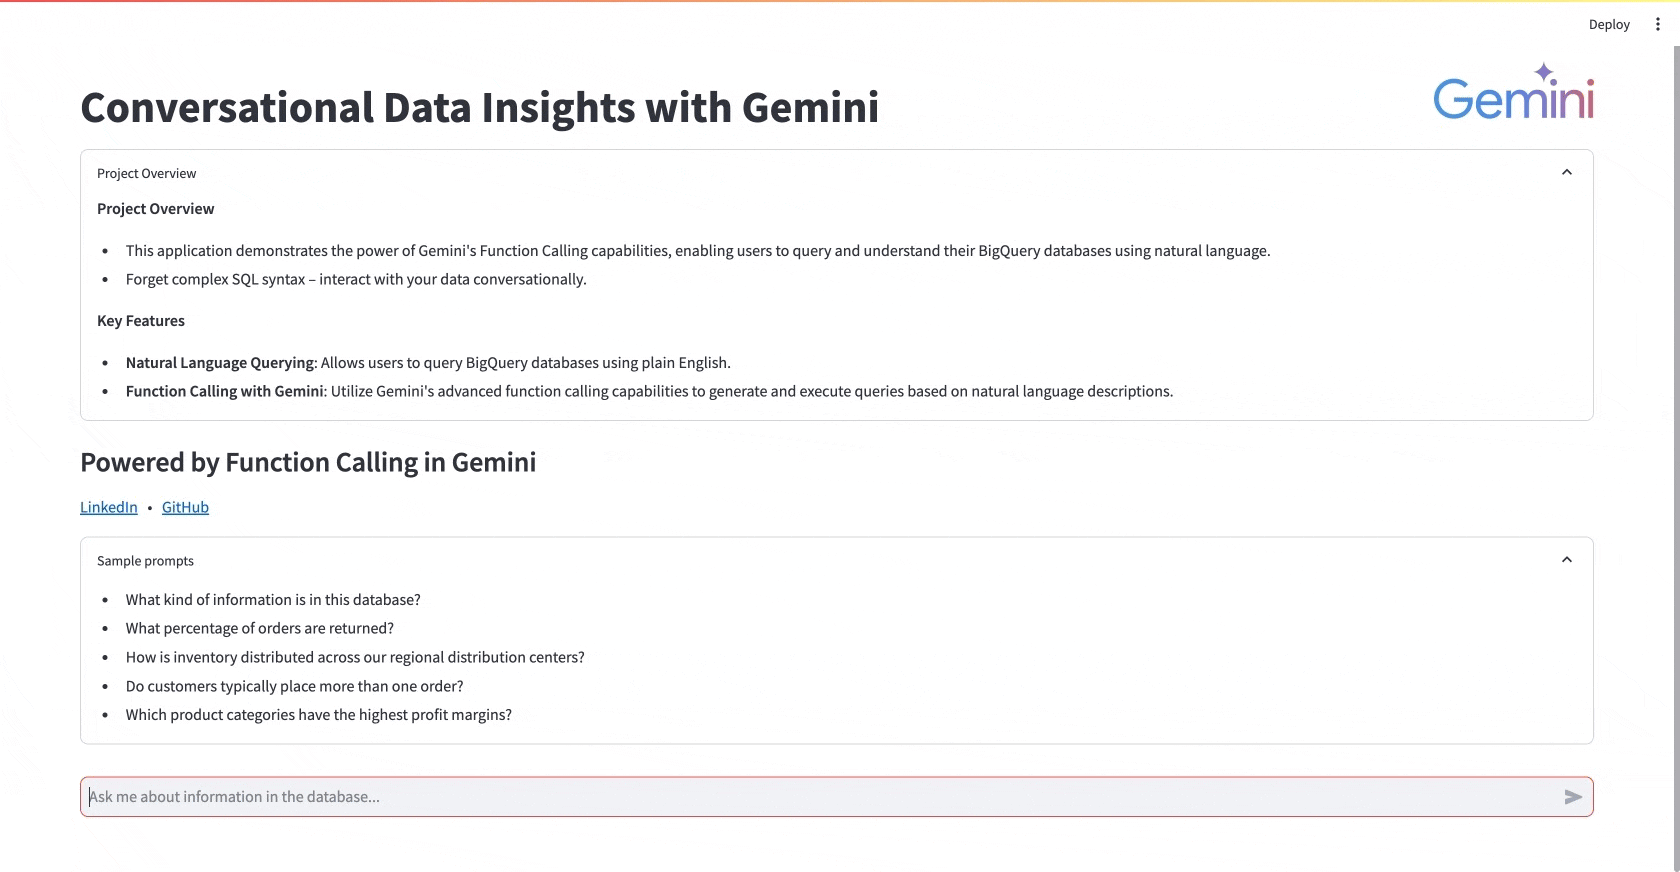 Deploy
Conversational Data Insights with Gemini
Gemini
Project Overview
Project Overview
• This application demonstrates the power of Gemini's Function Calling capabilities, enabling users to query and understand their BigQuery databases using natural language.
• Forget complex SQL syntax – interact with your data conversationally.
Key Features
• Natural Language Querying: Allows users to query BigQuery databases using plain English.
• Function Calling with Gemini: Utilize Gemini's advanced function calling capabilities to generate and execute queries based on natural language descriptions.
Powered by Function Calling in Gemini
LinkedIn • GitHub
Sample prompts
• What kind of information is in this database?
• What percentage of orders are returned?
• How is inventory distributed across our regional distribution centers?
• Do customers typically place more than one order?
• Which product categories have the highest profit margins?
Ask me about information in the database...